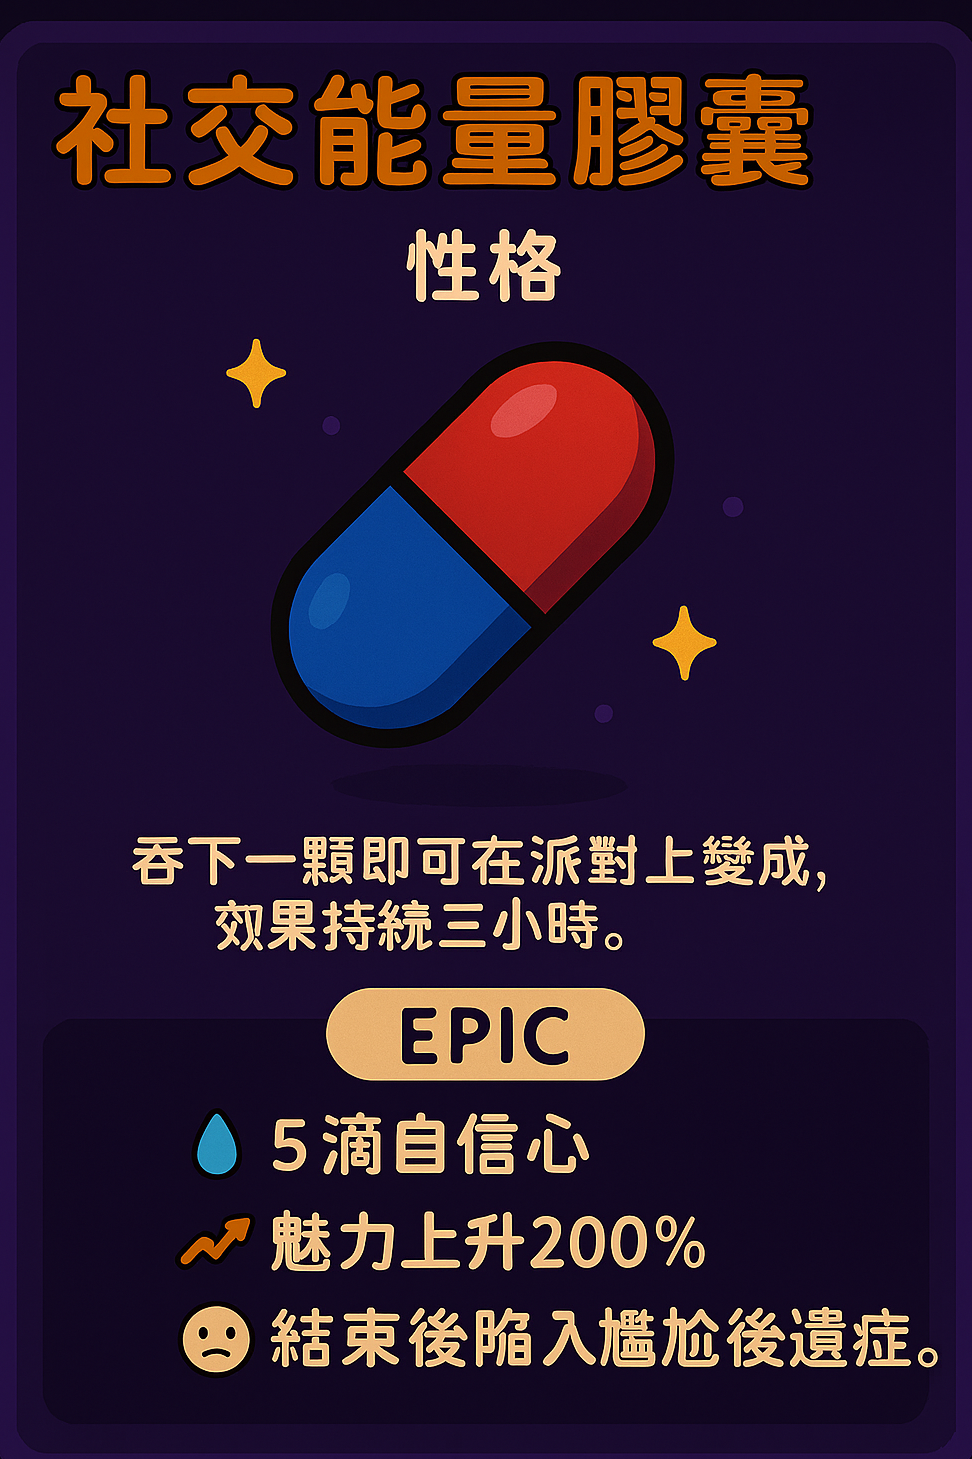 社交能量膠囊
性格
吞下一顆即可在派對上變成,
效果持続三小時。
EPIC
5滴自信心
魅力上升200%
結束後陷入尷尬後遺症。